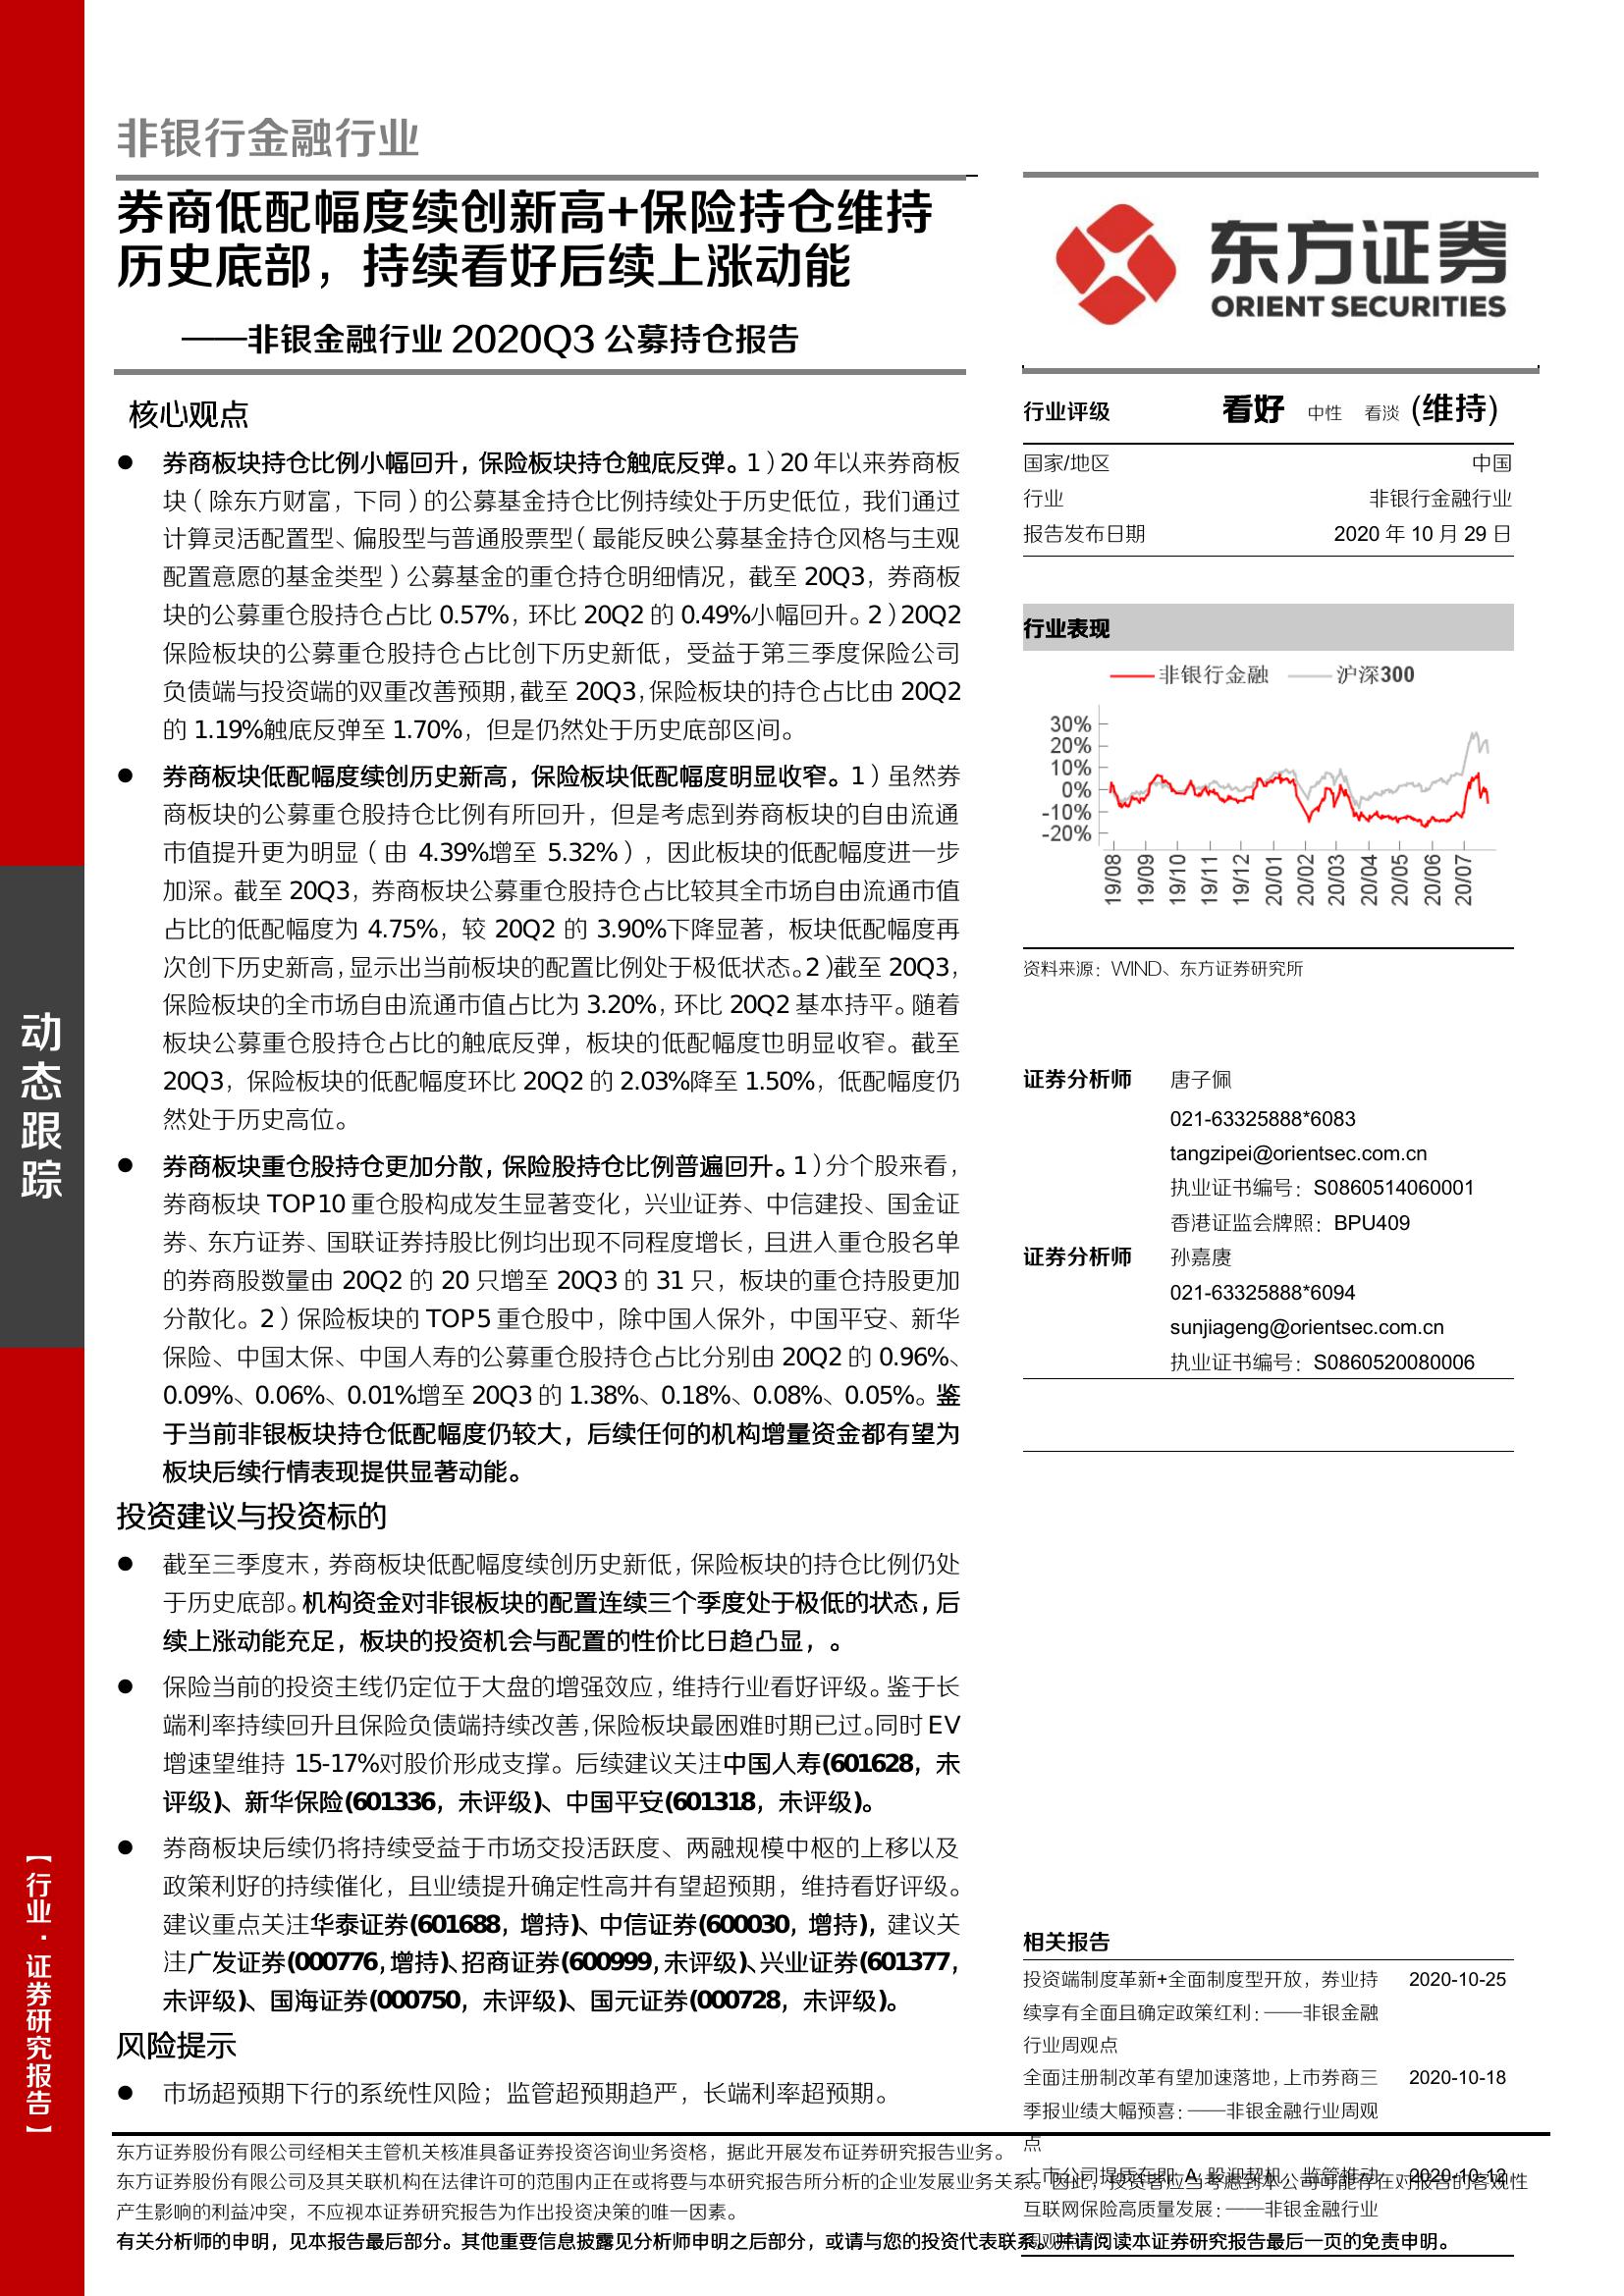 非银行金融行业
券商低配幅度续创新高+保险持仓维持
历史底部，持续看好后续上涨动能
——非银金融行业 2020Q3 公募持仓报告
核心观点
● 券商板块持仓比例小幅回升，保险板块持仓触底反弹。1）20 年以来券商板
块（除东方财富，下同）的公募基金持仓比例持续处于历史低位，我们通过
计算灵活配置型、偏股型与普通股票型（最能反映公募基金持仓风格与主观
配置意愿的基金类型）公募基金的重仓持仓明细情况，截至 20Q3，券商板
块的公募重仓股持仓占比 0.57%，环比 20Q2 的 0.49%小幅回升。2）20Q2
保险板块的公募重仓股持仓占比创下历史新低，受益于第三季度保险公司
负债端与投资端的双重改善预期，截至 20Q3，保险板块的持仓占比由 20Q2
的 1.19%触底反弹至 1.70%，但是仍然处于历史底部区间。
● 券商板块低配幅度续创历史新高，保险板块低配幅度明显收窄。1）虽然券
商板块的公募重仓股持仓比例有所回升，但是考虑到券商板块的自由流通
市值提升更为明显（由 4.39%增至 5.32%），因此板块的低配幅度进一步
加深。截至 20Q3，券商板块公募重仓股持仓占比较其全市场自由流通市值
占比的低配幅度为 4.75%，较 20Q2 的 3.90%下降显著，板块低配幅度再
次创下历史新高，显示出当前板块的配置比例处于极低状态。2）截至 20Q3，
保险板块的全市场自由流通市值占比为 3.20%，环比 20Q2 基本持平。随着
板块公募重仓股持仓占比的触底反弹，板块的低配幅度也明显收窄。截至
20Q3，保险板块的低配幅度环比 20Q2 的 2.03%降至 1.50%，低配幅度仍
然处于历史高位。
● 券商板块重仓股持仓更加分散，保险股持仓比例普遍回升。1）分个股来看，
券商板块 TOP10 重仓股构成发生显著变化，兴业证券、中信建投、国金证
券、东方证券、国联证券持股比例均出现不同程度增长，且进入重仓股名单
的券商股数量由 20Q2 的 20 只增至 20Q3 的 31 只，板块的重仓持股更加
分散化。2）保险板块的 TOP5 重仓股中，除中国人保外，中国平安、新华
保险、中国太保、中国人寿的公募重仓股持仓占比分别由 20Q2 的 0.96%、
0.09%、0.06%、0.01%增至 20Q3 的 1.38%、0.18%、0.08%、0.05%。鉴
于当前非银板块持仓低配幅度仍较大，后续任何的机构增量资金都有望为
板块后续行情表现提供显著动能。
投资建议与投资标的
● 截至三季度末，券商板块低配幅度续创历史新低，保险板块的持仓比例仍处
于历史底部。机构资金对非银板块的配置连续三个季度处于极低的状态，后
续上涨动能充足，板块的投资机会与配置的性价比日趋凸显，。
● 保险当前的投资主线仍定位于大盘的增强效应，维持行业看好评级。鉴于长
端利率持续回升且保险负债端持续改善，保险板块最困难时期已过。同时 EV
增速望维持 15-17%对股价形成支撑。后续建议关注中国人寿(601628，未
评级)、新华保险(601336，未评级)、中国平安(601318，未评级)。
● 券商板块后续仍将持续受益于市场交投活跃度、两融规模中枢的上移以及
政策利好的持续催化，且业绩提升确定性高并有望超预期，维持看好评级。
建议重点关注华泰证券(601688，增持)、中信证券(600030，增持)，建议关
注广发证券(000776，增持)、招商证券(600999，未评级)、兴业证券(601377，
未评级)、国海证券(000750，未评级)、国元证券(000728，未评级)。
风险提示
● 市场超预期下行的系统性风险；监管超预期趋严，长端利率超预期。
东方证券
ORIENT SECURITIES
行业评级 看好 中性 看淡 (维持)
国家/地区 中国
行业 非银行金融行业
报告发布日期 2020 年 10 月 29 日
行业表现
非银行金融 沪深300
30%
20%
10%
0%
-10%
-20%
19/08 19/09 19/10 19/11 19/12 20/01 20/02 20/03 20/04 20/05 20/06 20/07
资料来源：WIND、东方证券研究所
证券分析师 唐子佩
021-63325888*6083
tangzipei@orientsec.com.cn
执业证书编号：S0860514060001
香港证监会牌照：BPU409
证券分析师 孙嘉赓
021-63325888*6094
sunjiageng@orientsec.com.cn
执业证书编号：S0860520080006
相关报告
投资端制度革新+全面制度型开放，券业持 2020-10-25
续享有全面且确定政策红利：——非银金融
行业周观点
全面注册制改革有望加速落地，上市券商三 2020-10-18
季报业绩大幅预喜：——非银金融行业周观
点
上市公司提质在即 A 股迎契机，监管推动 2020-10-12
互联网保险高质量发展：——非银金融行业
动态跟踪
【行业·证券研究报告】
东方证券股份有限公司经相关主管机关核准具备证券投资咨询业务资格，据此开展发布证券研究报告业务。
东方证券股份有限公司及其关联机构在法律许可的范围内正在或将要与本研究报告所分析的企业发展业务关系。因此，投资者应当考虑到本公司可能存在对报告的客观性
产生影响的利益冲突，不应视本证券研究报告为作出投资决策的唯一因素。
有关分析师的申明，见本报告最后部分。其他重要信息披露见分析师申明之后部分，或请与您的投资代表联系。并请阅读本证券研究报告最后一页的免责申明。